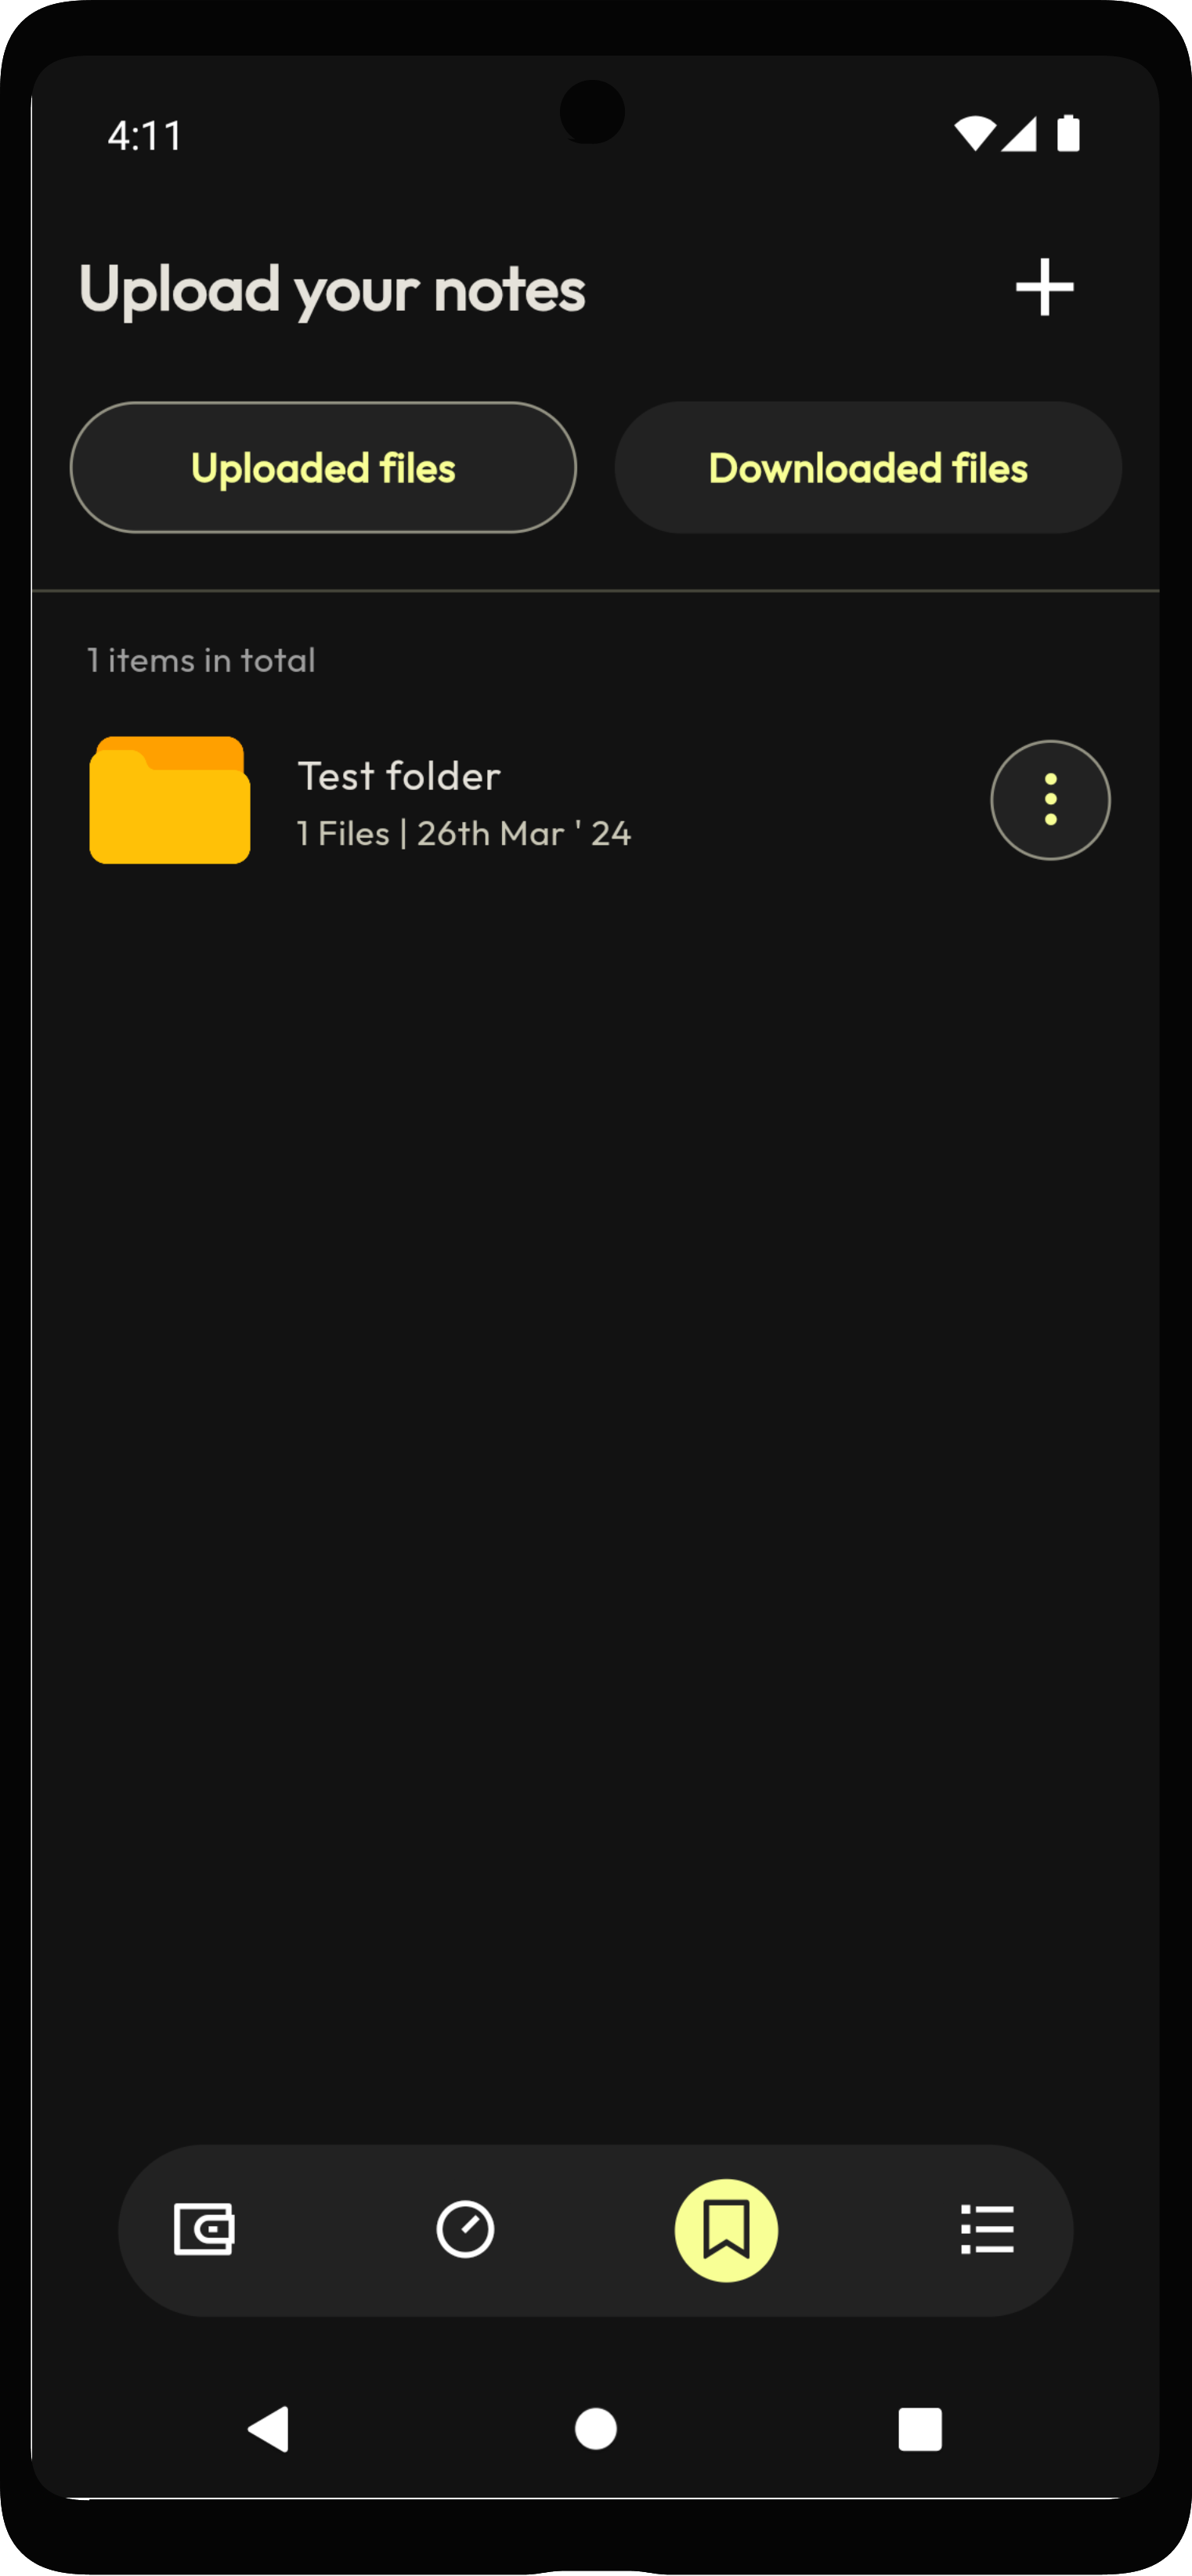 4:11
Upload your notes
Uploaded files
Downloaded files
1 items in total
Test folder
1 Files | 26th Mar ' 24